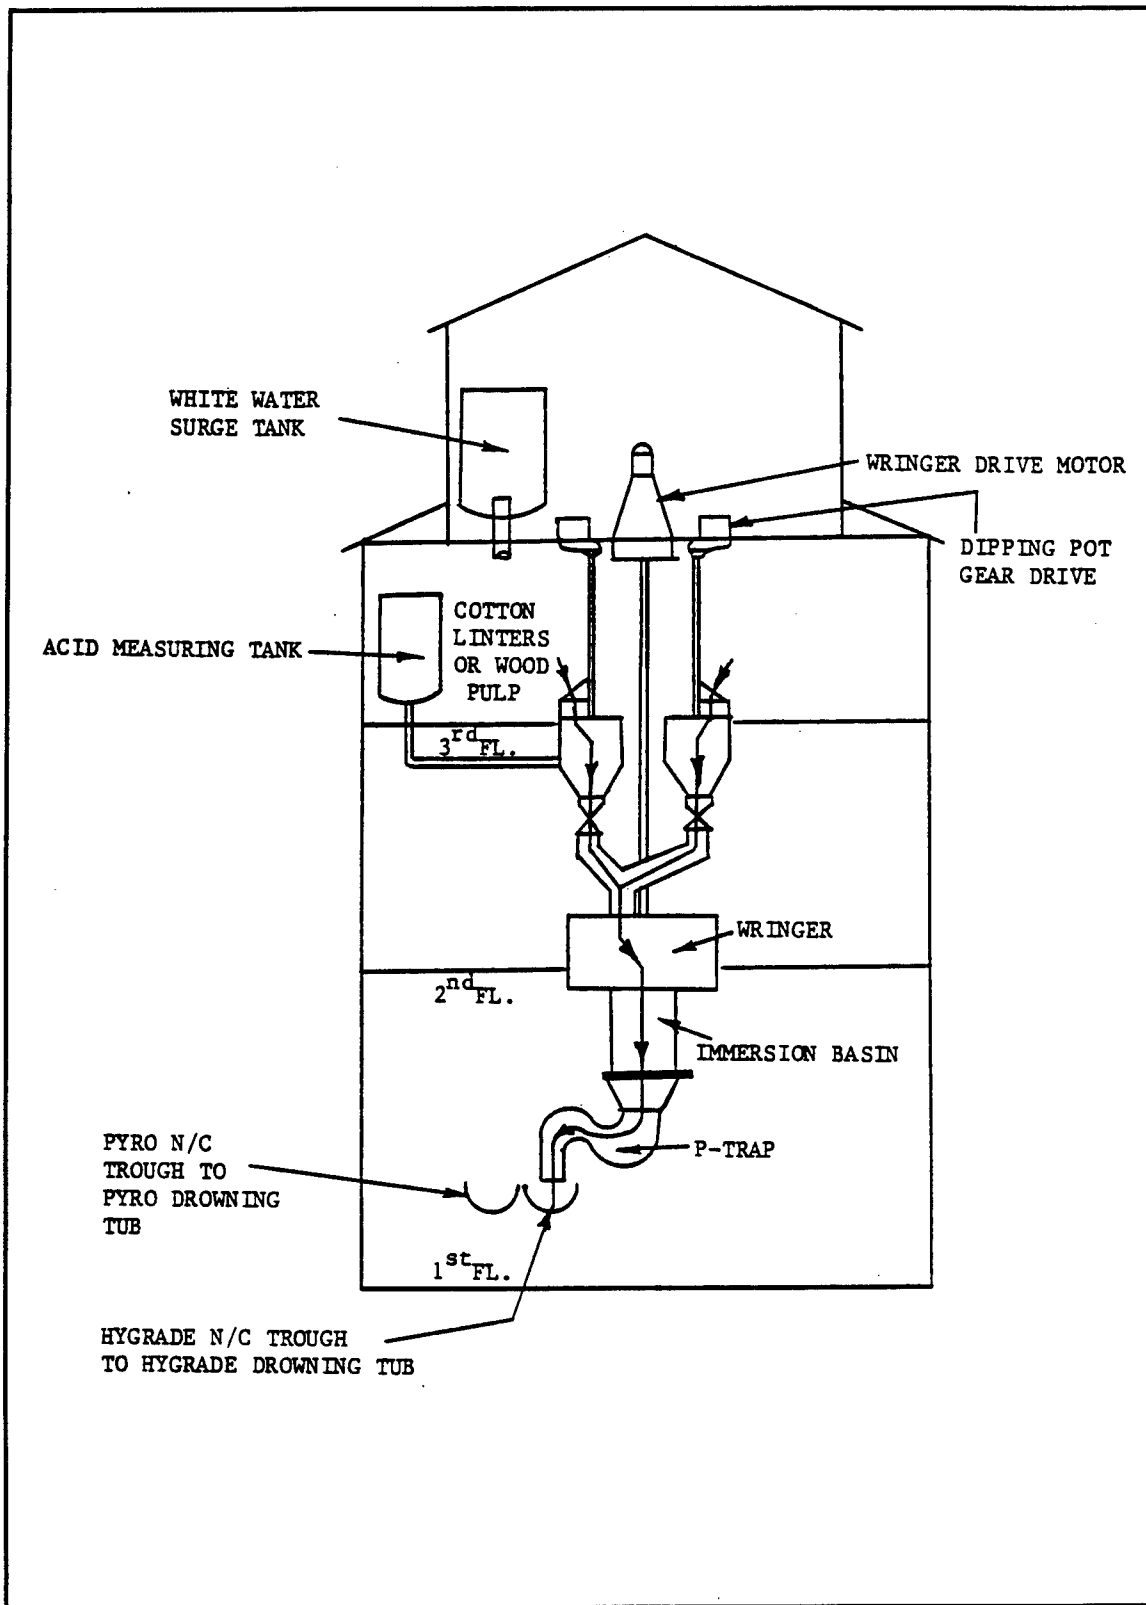 WHITE WATER
SURGE TANK
WRINGER DRIVE MOTOR
DIPPING POT
GEAR DRIVE
COTTON
LINTERS
OR WOOD
PULP
ACID MEASURING TANK
3rd FL.
WRINGER
2nd FL.
IMMERSION BASIN
P-TRAP
PYRO N/C
TROUGH TO
PYRO DROWNING
TUB
1st FL.
HYGRADE N/C TROUGH
TO HYGRADE DROWNING TUB